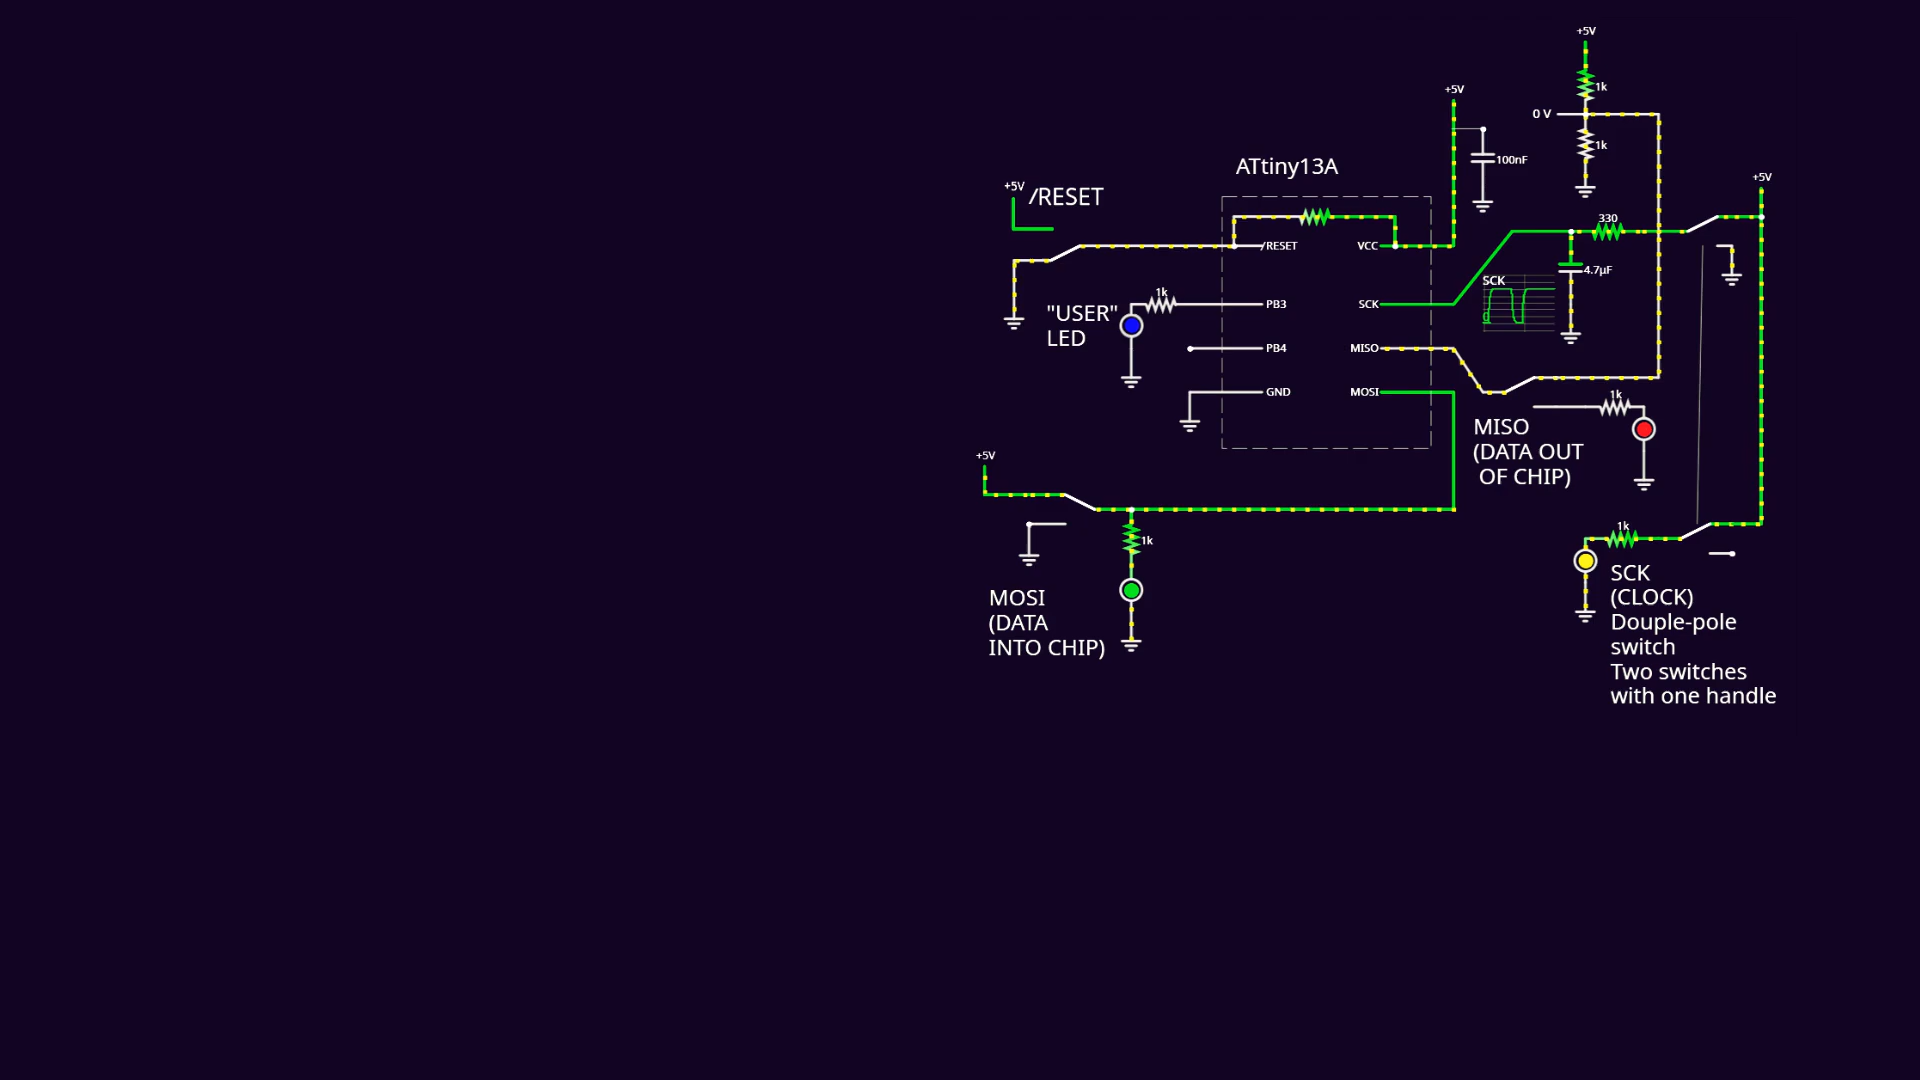 +5V
+5V
1k
0 V
1k
100nF
ATtiny13A
+5V
+5V
/RESET
330
/RESET
VCC
4.7μF
SCK
1k
PB3
SCK
"USER"
LED
PB4
MISO
GND
MOSI
1k
MISO
(DATA OUT
OF CHIP)
+5V
1k
1k
SCK
(CLOCK)
Douple-pole
switch
Two switches
with one handle
MOSI
(DATA
INTO CHIP)